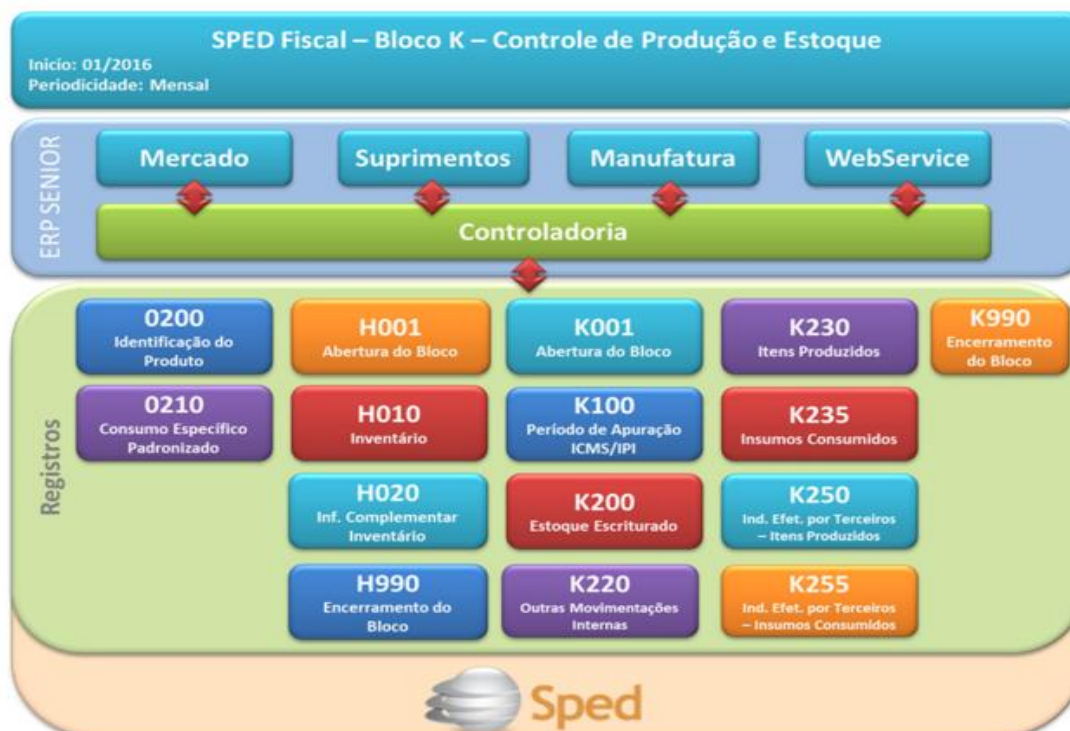 SPED Fiscal – Bloco K – Controle de Produção e Estoque
Inicio: 01/2016
Periodicidade: Mensal
ERP SENIOR
Mercado
Suprimentos
Manufatura
WebService
Controladoria
Registros
0200
Identificação do
Produto
0210
Consumo Específico
Padronizado
H001
Abertura do Bloco
H010
Inventário
H020
Inf. Complementar
Inventário
H990
Encerramento do
Bloco
K001
Abertura do Bloco
K100
Período de Apuração
ICMS/IPI
K200
Estoque Escriturado
K220
Outras Movimentações
Internas
K230
Itens Produzidos
K235
Insumos Consumidos
K250
Ind. Efet. por Terceiros
– Itens Produzidos
K255
Ind. Efet. por Terceiros
– Insumos Consumidos
K990
Encerramento
do Bloco
Sped